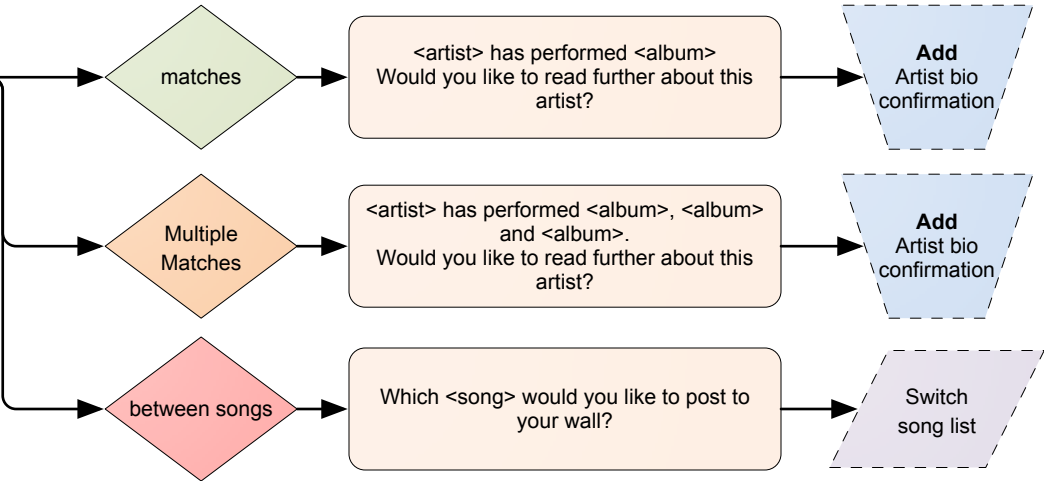 matches
<artist> has performed <album>
Would you like to read further about this
artist?
Add
Artist bio
confirmation
Multiple
Matches
<artist> has performed <album>, <album>
and <album>.
Would you like to read further about this
artist?
Add
Artist bio
confirmation
between songs
Which <song> would you like to post to
your wall?
Switch
song list